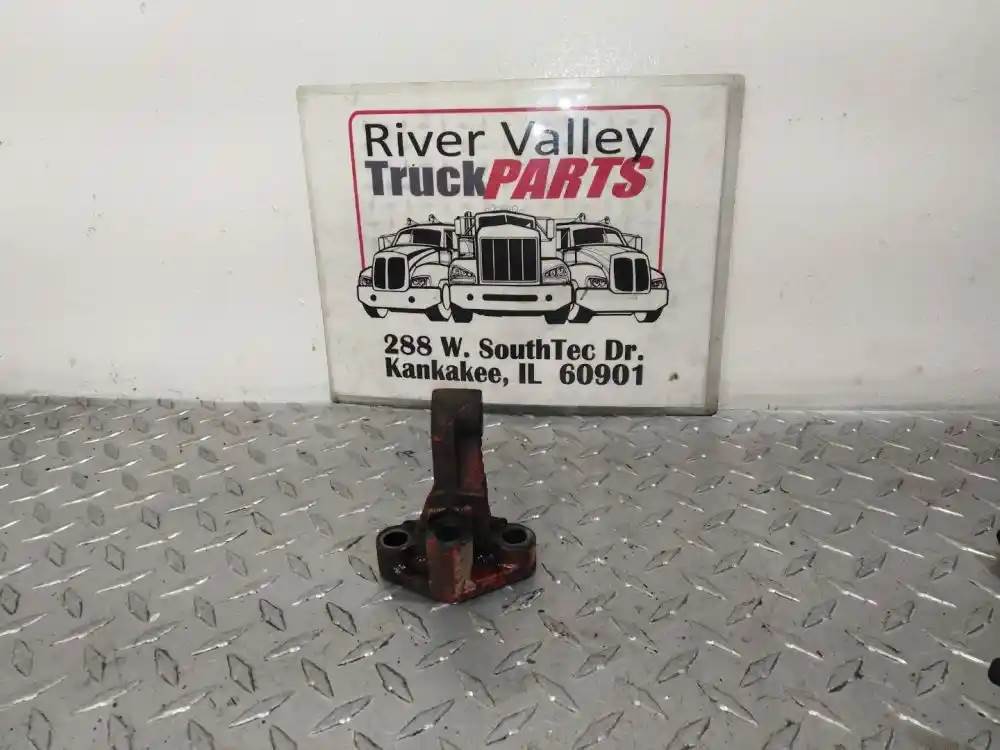 River Valley
TruckPARTS
288 W. SouthTec Dr.
Kankakee, IL 60901